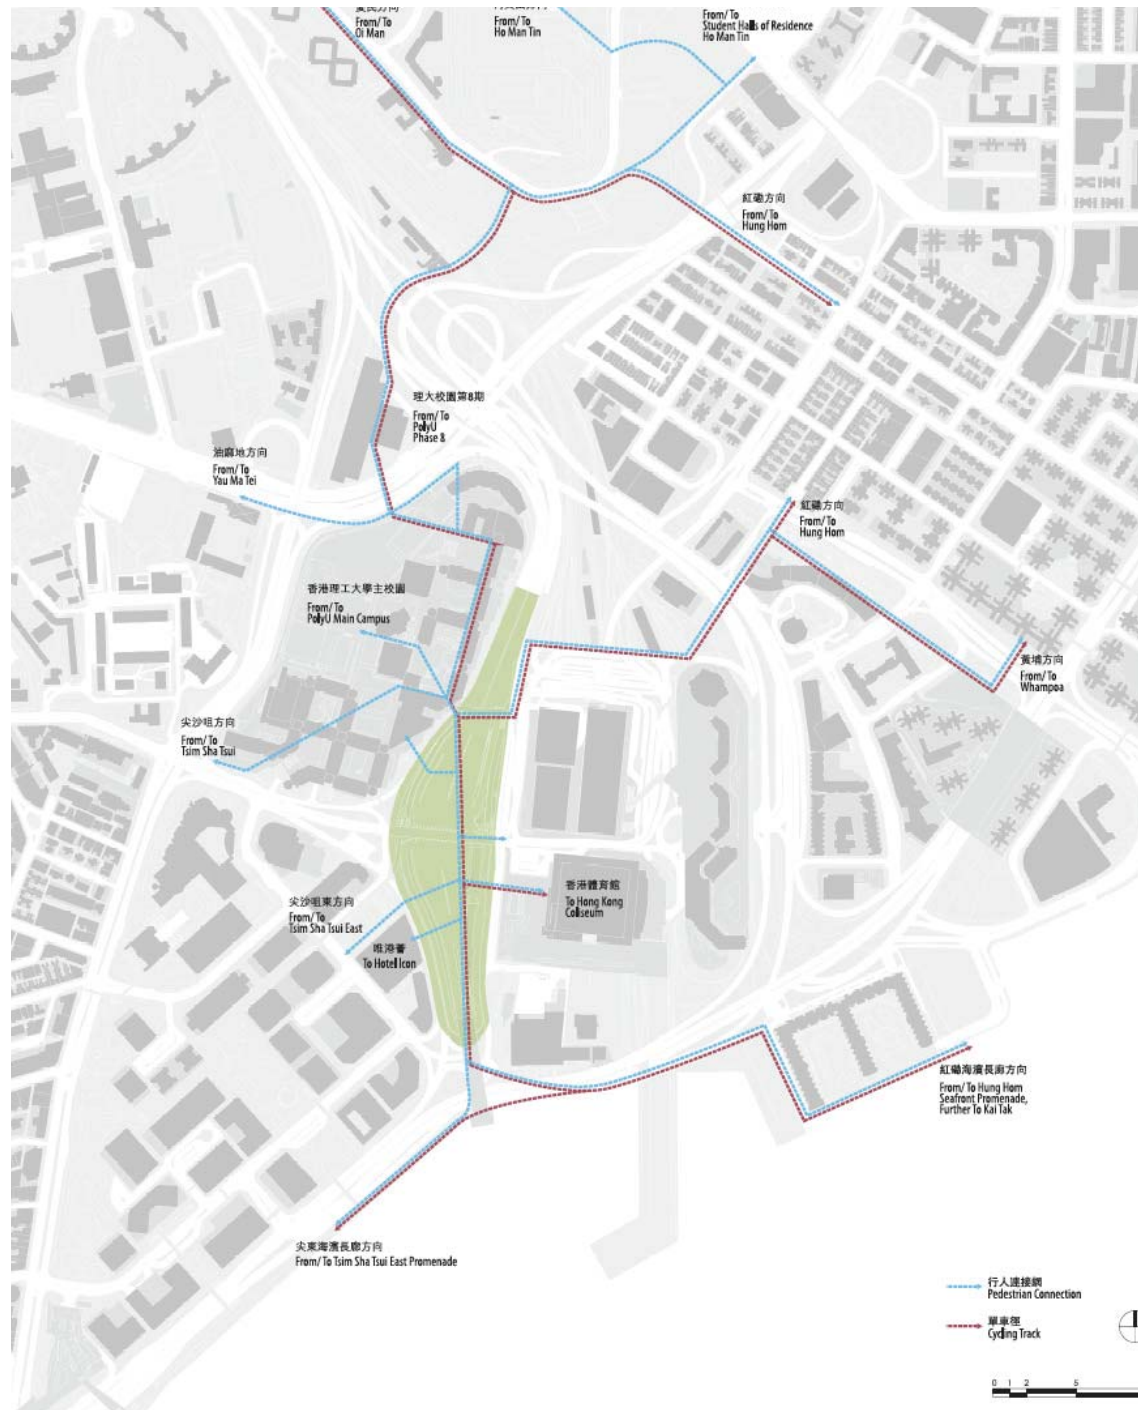 愛民方向
From/ To
Oi Man
From/ To
Ho Man Tin
From/ To
Student Halls of Residence
Ho Man Tin
紅磡方向
From/ To
Hung Hom
理大校園第8期
From/ To
PolyU
Phase 8
油麻地方向
From/ To
Yau Ma Tei
紅磡方向
From/ To
Hung Hom
香港理工大學主校園
From/ To
PolyU Main Campus
黃埔方向
From/ To
Whampoa
尖沙咀方向
From/ To
Tsim Sha Tsui
香港體育館
To Hong Kong
Coliseum
尖沙咀東方向
From/ To
Tsim Sha Tsui East
唯港薈
To Hotel Icon
紅磡海濱長廊方向
From/ To Hung Hom
Seafront Promenade,
Further To Kai Tak
尖東海濱長廊方向
From/ To Tsim Sha Tsui East Promenade
行人連接網
Pedestrian Connection
單車徑
Cycling Track
0 1 2 5